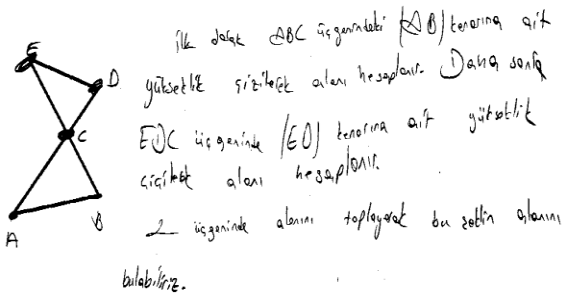 E
D
C
B
A
ilk olarak ABC üçgenindeki |AB| kenarına ait
yükseklik çizilerek alanı hesaplanır. Daha sonra
EDC üçgeninde |ED| kenarına ait yükseklik
çizilerek alanı hesaplanır.
2 üçgeninde alanını toplayarak bu şeklin alanını
bulabiliriz.